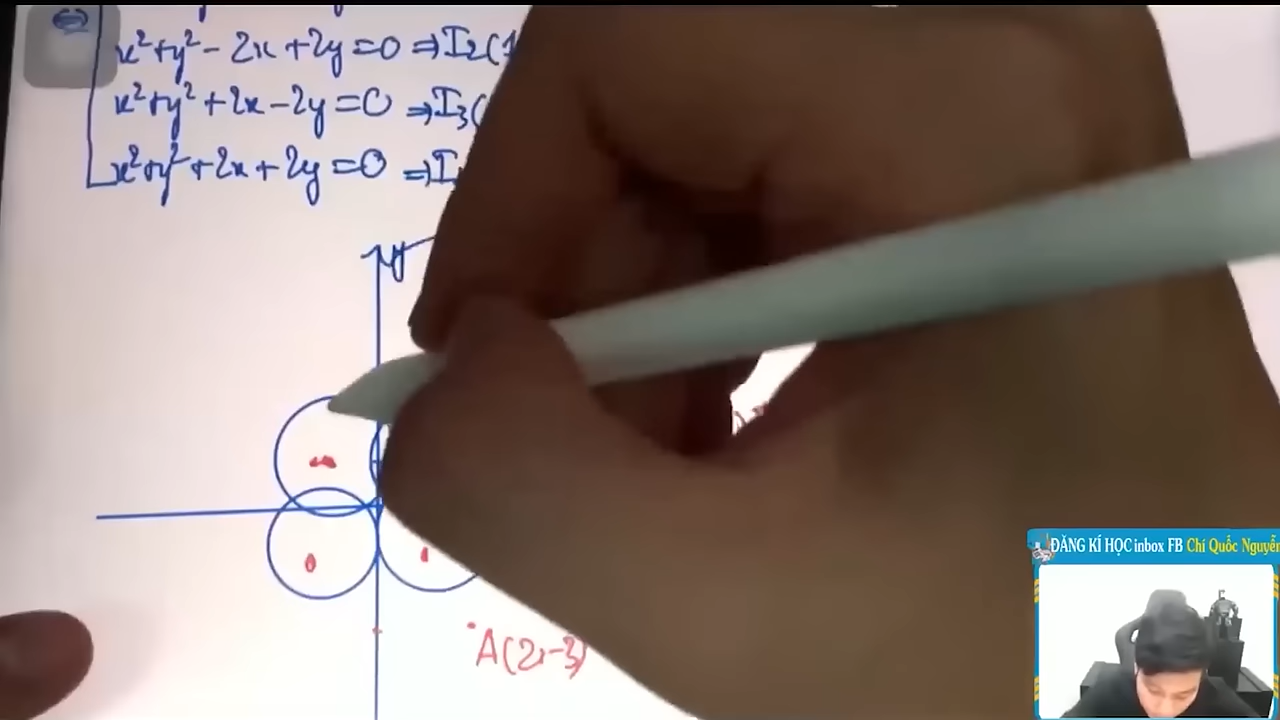 x²+y²-2x+2y=0 ⇒I₂(1
x²+y²+2x-2y=0 ⇒I₃(
x²+y²+2x+2y=0 ⇒I
y
A(2;-3)
ĐĂNG KÍ HỌC inbox FB Chí Quốc Nguyễn